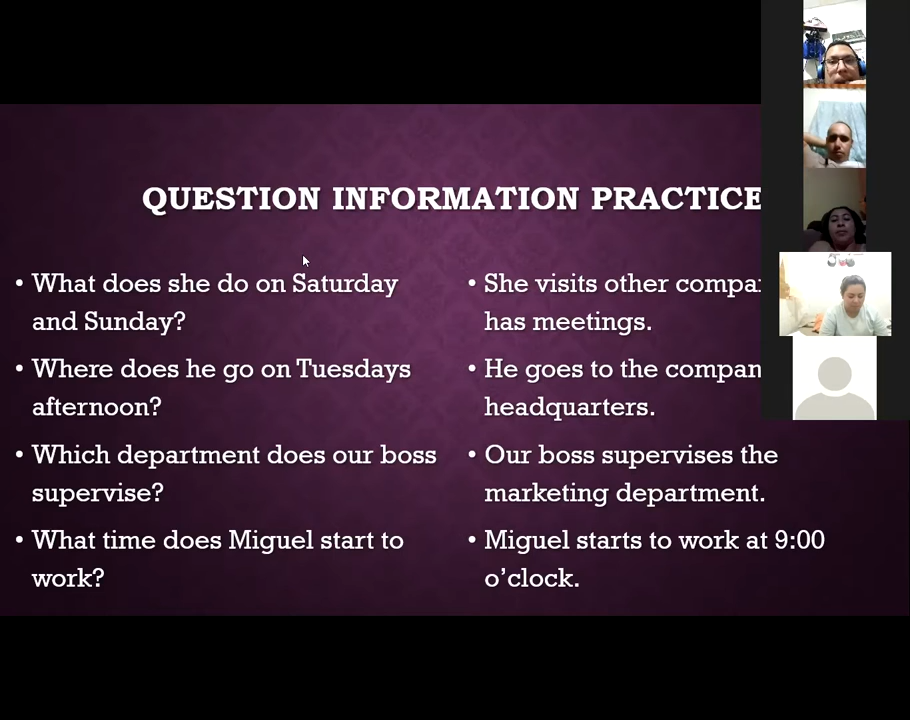 QUESTION INFORMATION PRACTICE
• What does she do on Saturday
and Sunday?
• Where does he go on Tuesdays
afternoon?
• Which department does our boss
supervise?
• What time does Miguel start to
work?
• She visits other
has meetings.
• He goes to the
headquarters.
• Our boss supervises the
marketing department.
• Miguel starts to work at 9:00
o’clock.